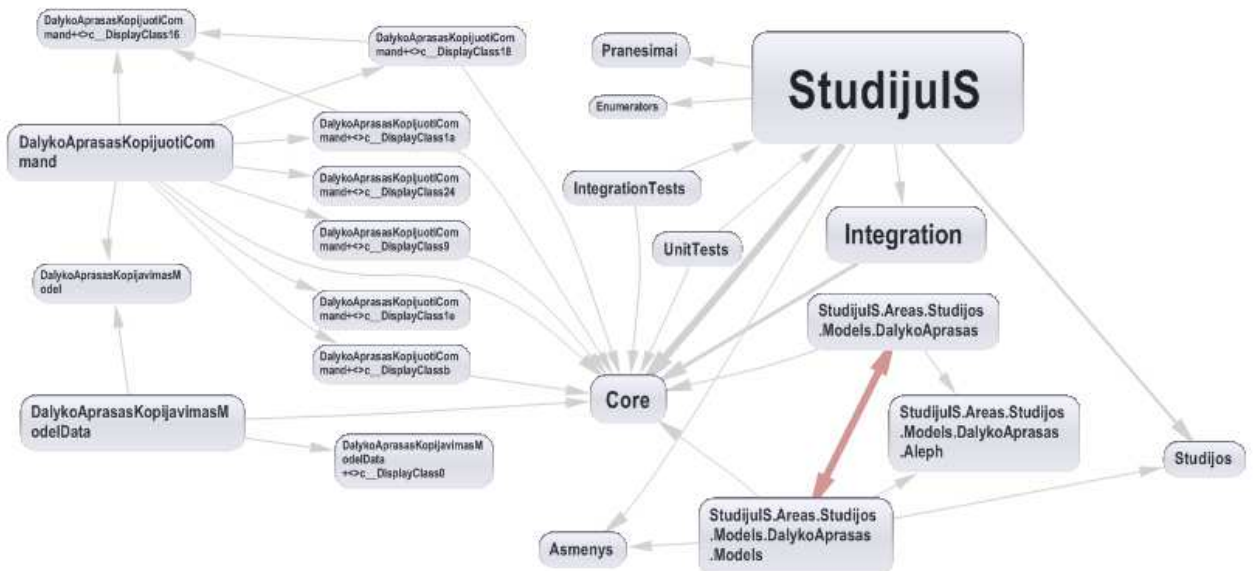 DalykoAprasasKopijuotiCom
mand+<>c__DisplayClass16
DalykoAprasasKopijuotiCom
mand+<>c__DisplayClass18
Pranesimai
StudijuIS
Enumerators
DalykoAprasasKopijuotiCom
mand
DalykoAprasasKopijuotiCom
mand+<>c__DisplayClass1a
DalykoAprasasKopijuotiCom
mand+<>c__DisplayClass24
IntegrationTests
DalykoAprasasKopijuotiCom
mand+<>c__DisplayClass9
UnitTests
Integration
DalykoAprasasKopijavimasM
odel
DalykoAprasasKopijuotiCom
mand+<>c__DisplayClass1e
StudijuIS.Areas.Studijos
.Models.DalykoAprasas
DalykoAprasasKopijuotiCom
mand+<>c__DisplayClassb
Core
DalykoAprasasKopijavimasM
odelData
StudijuIS.Areas.Studijos
.Models.DalykoAprasas
.Aleph
DalykoAprasasKopijavimasM
odelData
+<>c__DisplayClass0
Studijos
StudijuIS.Areas.Studijos
.Models.DalykoAprasas
.Models
Asmenys